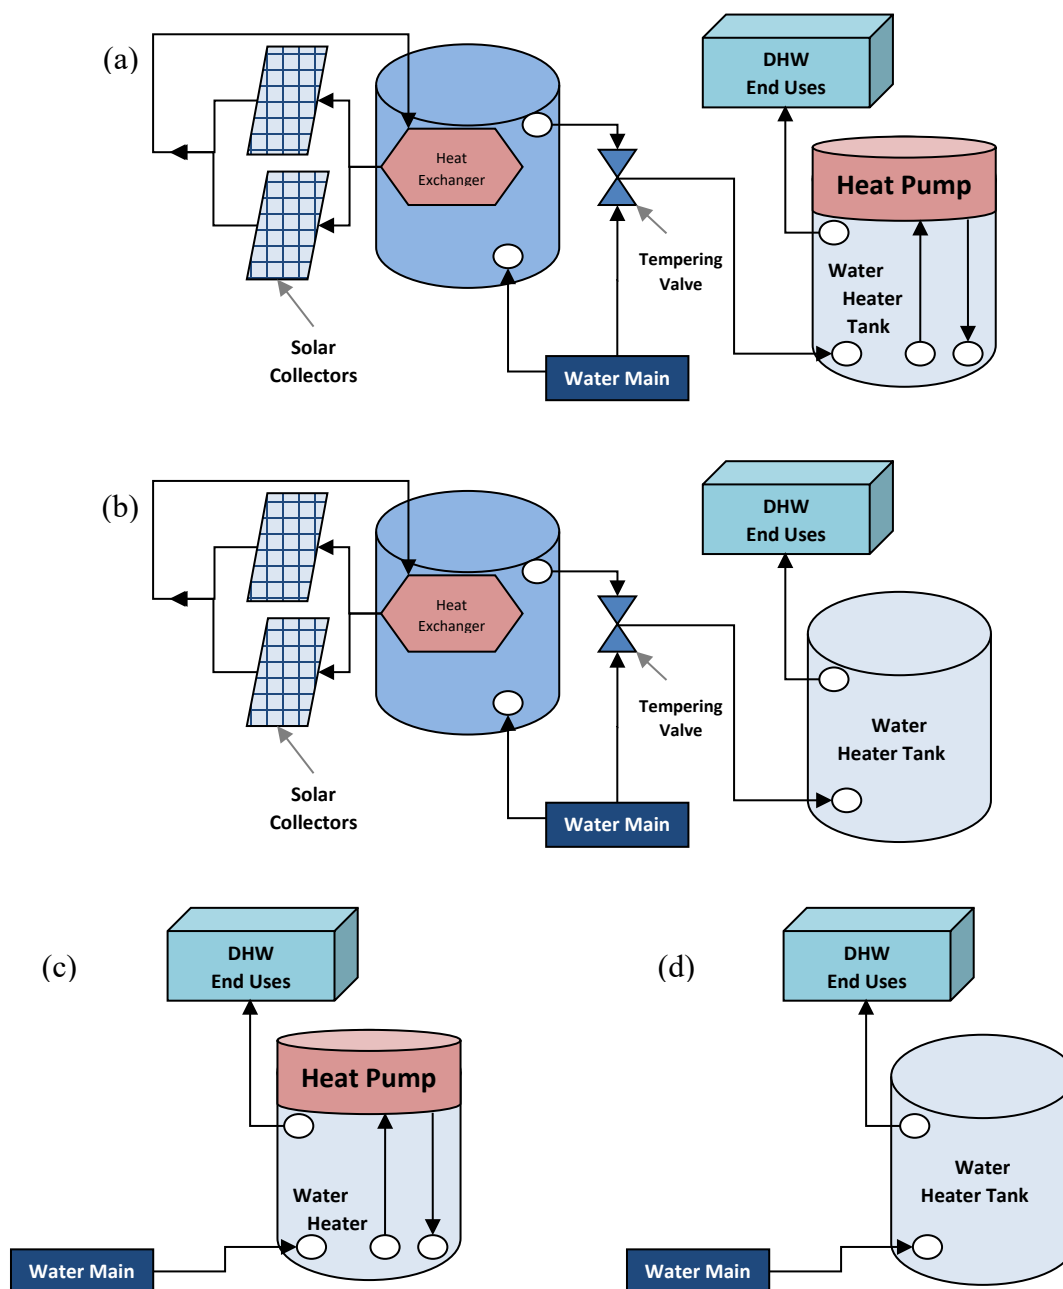 (a)
DHW
End Uses
Heat
Exchanger
Heat Pump
Tempering
Valve
Water
Heater
Tank
Solar
Collectors
Water Main
(b)
DHW
End Uses
Heat
Exchanger
Tempering
Valve
Water
Heater Tank
Solar
Collectors
Water Main
(c)
DHW
End Uses
Heat Pump
Water
Heater
Water Main
(d)
DHW
End Uses
Water
Heater Tank
Water Main